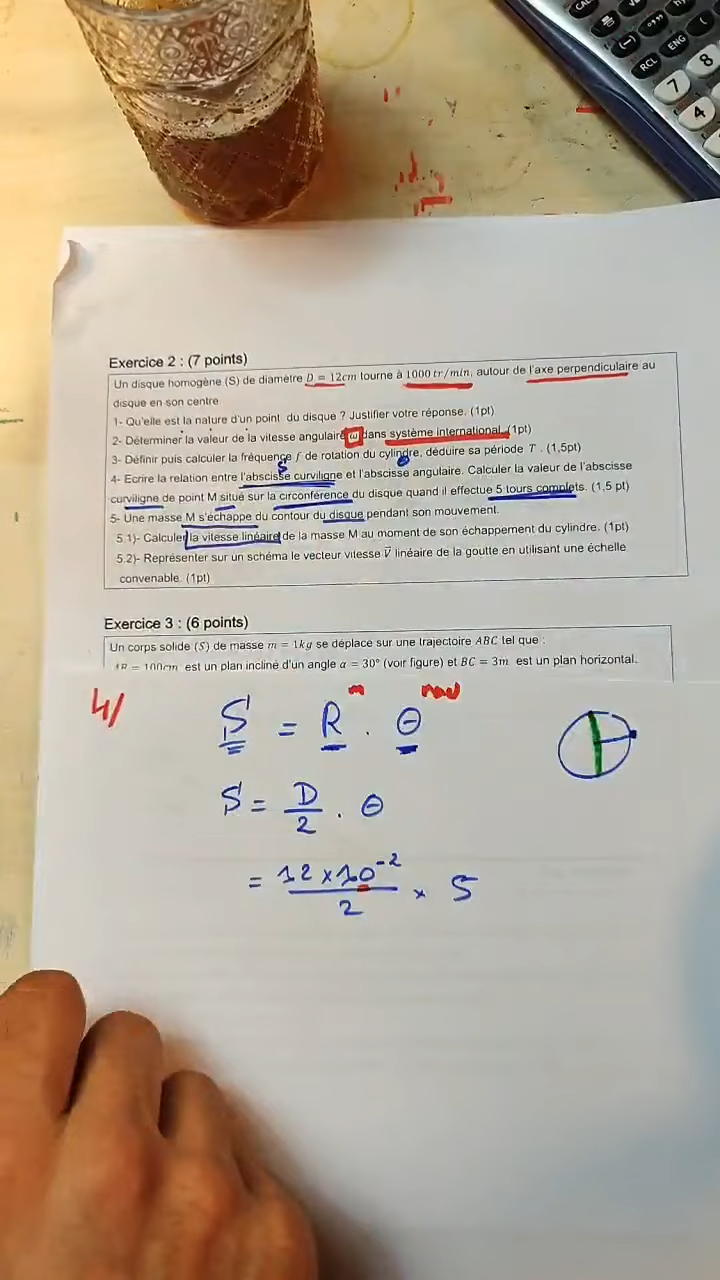 RCL
ENG
(
(–)
7
8
4
Exercice 2 : (7 points)
Un disque homogène (S) de diamètre D = 12cm tourne à 1000 tr/min, autour de l'axe perpendiculaire au
disque en son centre
1- Qu'elle est la nature d'un point du disque ? Justifier votre réponse. (1pt)
2- Déterminer la valeur de la vitesse angulaire ω dans système international. (1pt)
3- Définir puis calculer la fréquence f de rotation du cylindre, déduire sa période T . (1,5pt)
S θ
4- Ecrire la relation entre l'abscisse curviligne et l'abscisse angulaire. Calculer la valeur de l'abscisse
curviligne de point M situé sur la circonférence du disque quand il effectue 5 tours complets. (1,5 pt)
5- Une masse M s'échappe du contour du disque pendant son mouvement.
5.1)- Calculer la vitesse linéaire de la masse M au moment de son échappement du cylindre. (1pt)
5.2)- Représenter sur un schéma le vecteur vitesse V⃗ linéaire de la goutte en utilisant une échelle
convenable. (1pt)
Exercice 3 : (6 points)
Un corps solide (S) de masse m = 1kg se déplace sur une trajectoire ABC tel que :
AB = 100cm est un plan incliné d'un angle α = 30° (voir figure) et BC = 3m est un plan horizontal.
m rad
4/ S = R . θ
S = D/2 . θ
= 12 × 10⁻²/2 × 5